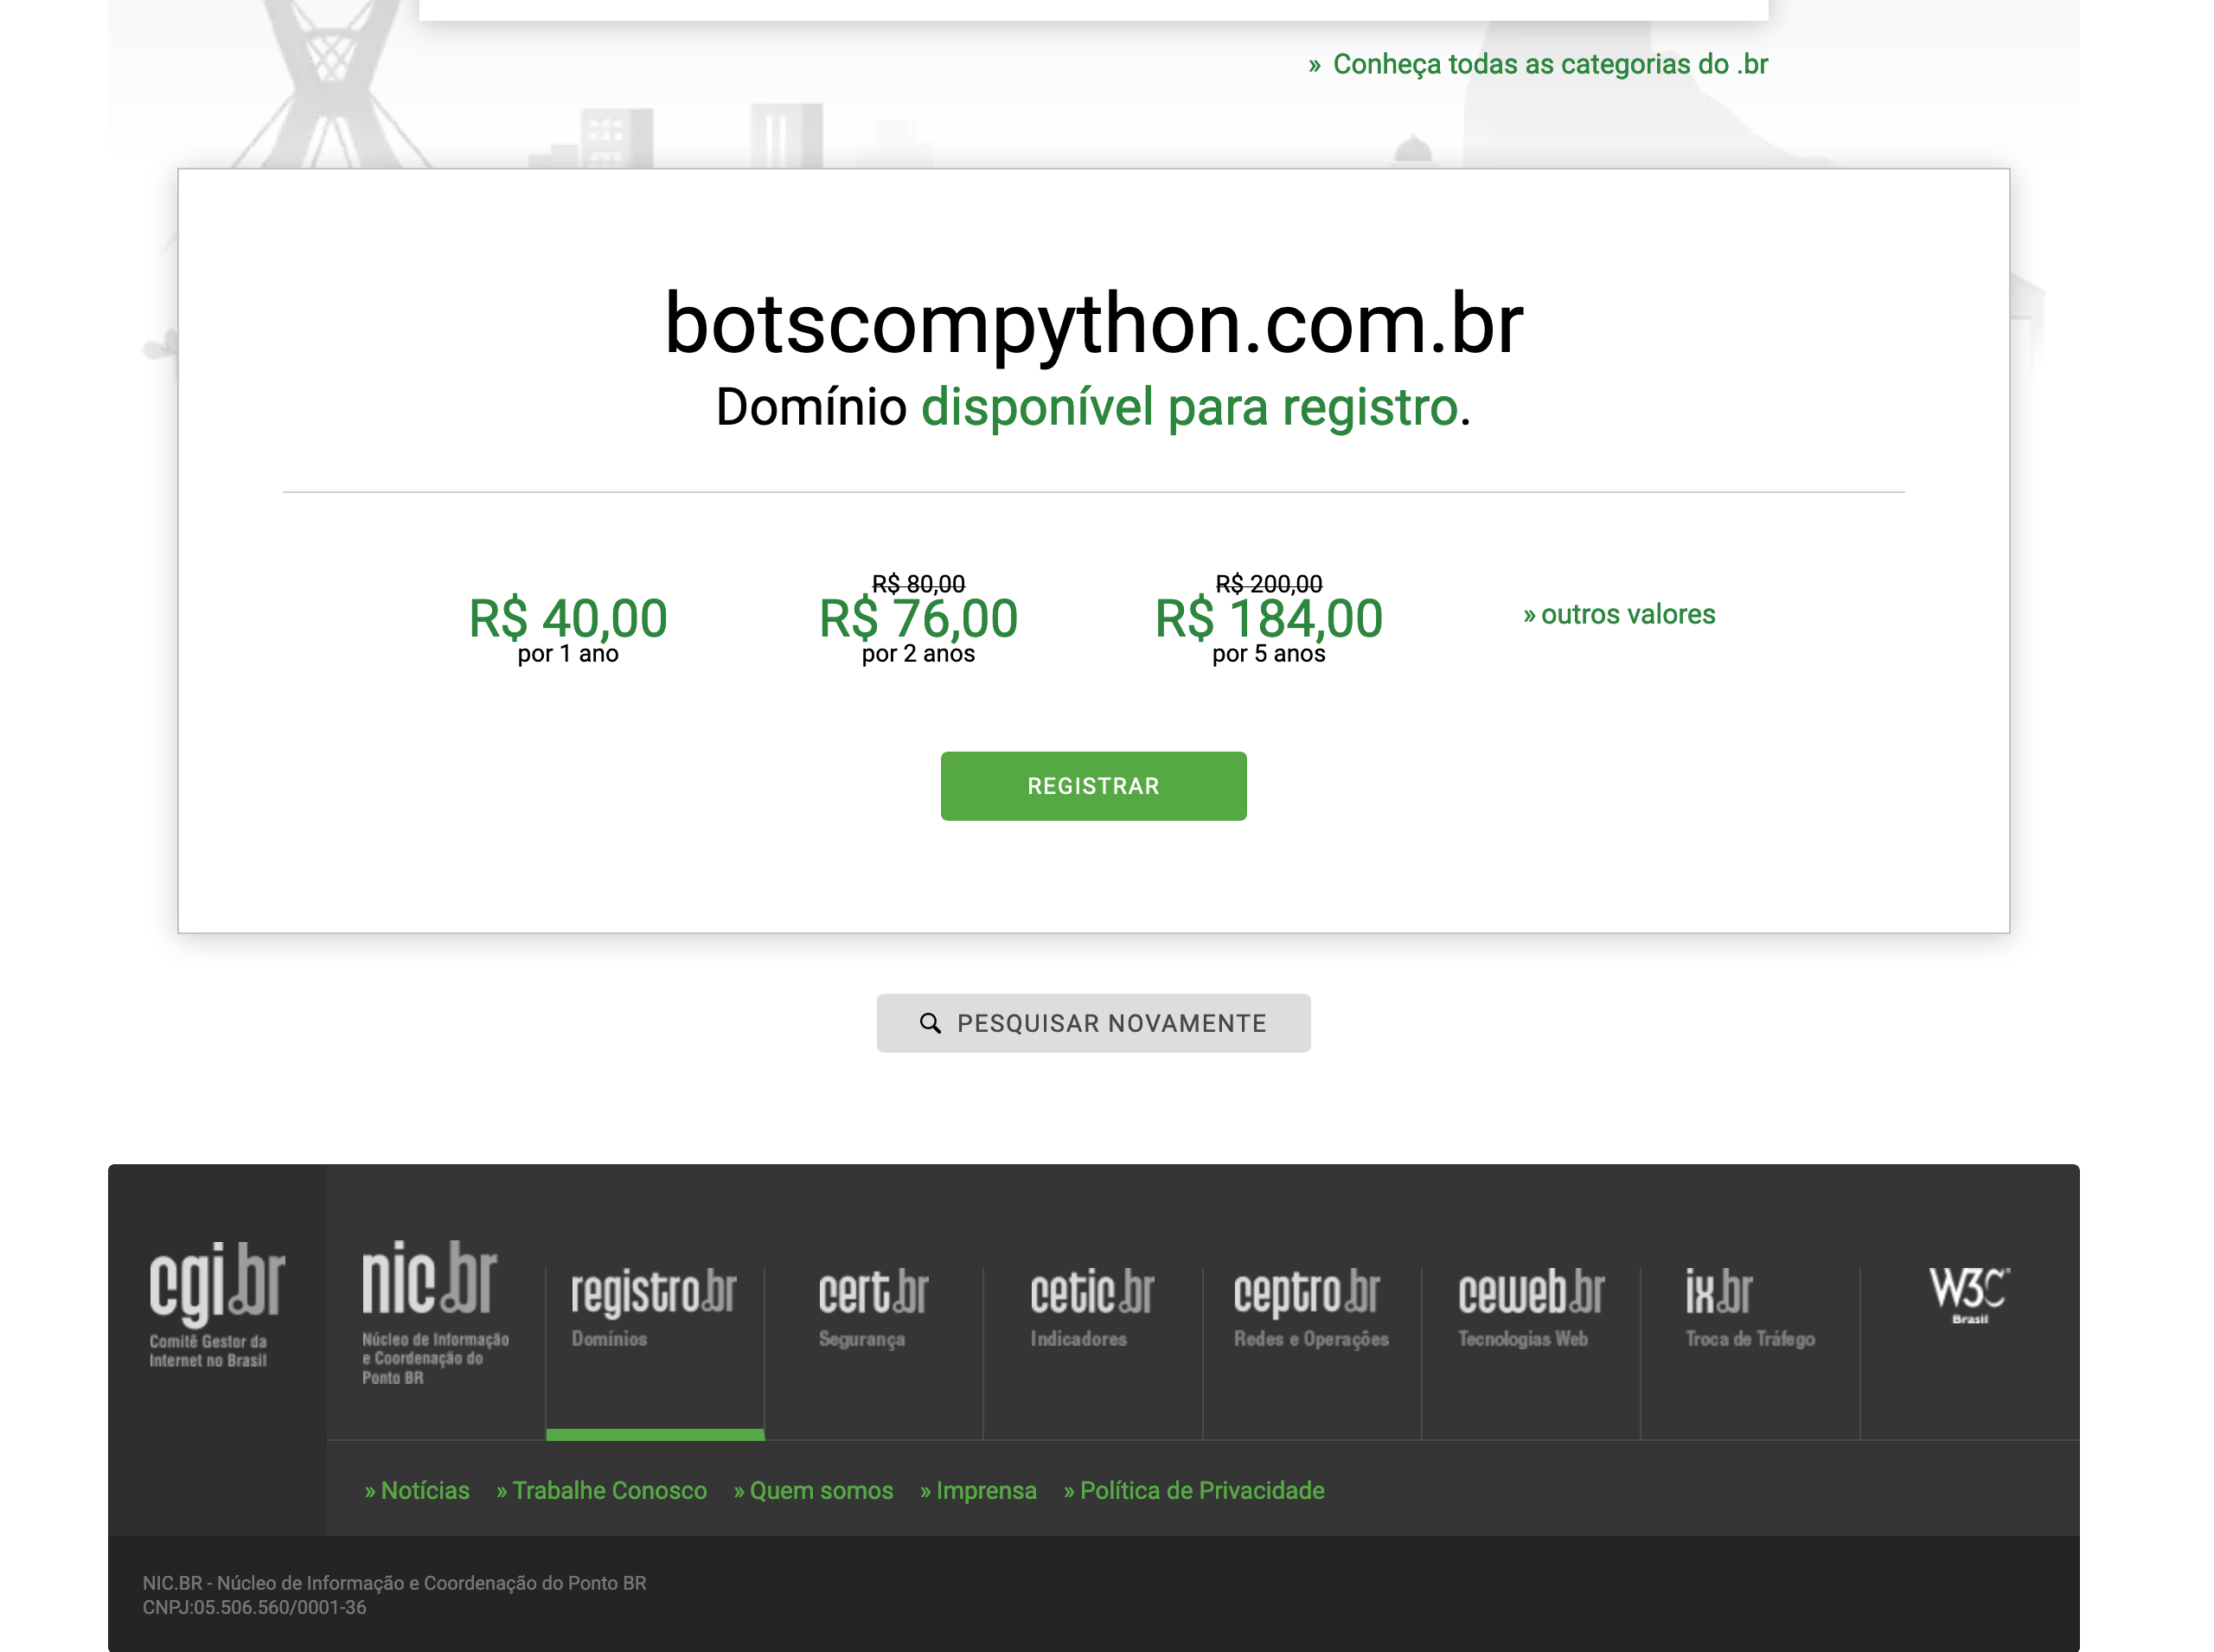 » Conheça todas as categorias do .br
botscompython.com.br
Domínio disponível para registro.
R$ 40,00
por 1 ano
R$ 80,00
R$ 76,00
por 2 anos
R$ 200,00
R$ 184,00
por 5 anos
» outros valores
REGISTRAR
PESQUISAR NOVAMENTE
cgi.br
Comitê Gestor da
Internet no Brasil
nic.br
Núcleo de Informação
e Coordenação do
Ponto BR
registro.br
Domínios
cert.br
Segurança
cetic.br
Indicadores
ceptro.br
Redes e Operações
ceweb.br
Tecnologias Web
ix.br
Troca de Tráfego
W3C
Brasil
» Notícias » Trabalhe Conosco » Quem somos » Imprensa » Política de Privacidade
NIC.BR - Núcleo de Informação e Coordenação do Ponto BR
CNPJ:05.506.560/0001-36